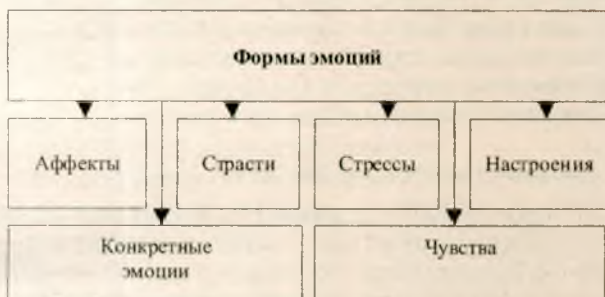 Формы эмоций
Аффекты
Страсти
Стрессы
Настроения
Конкретные
эмоции
Чувства